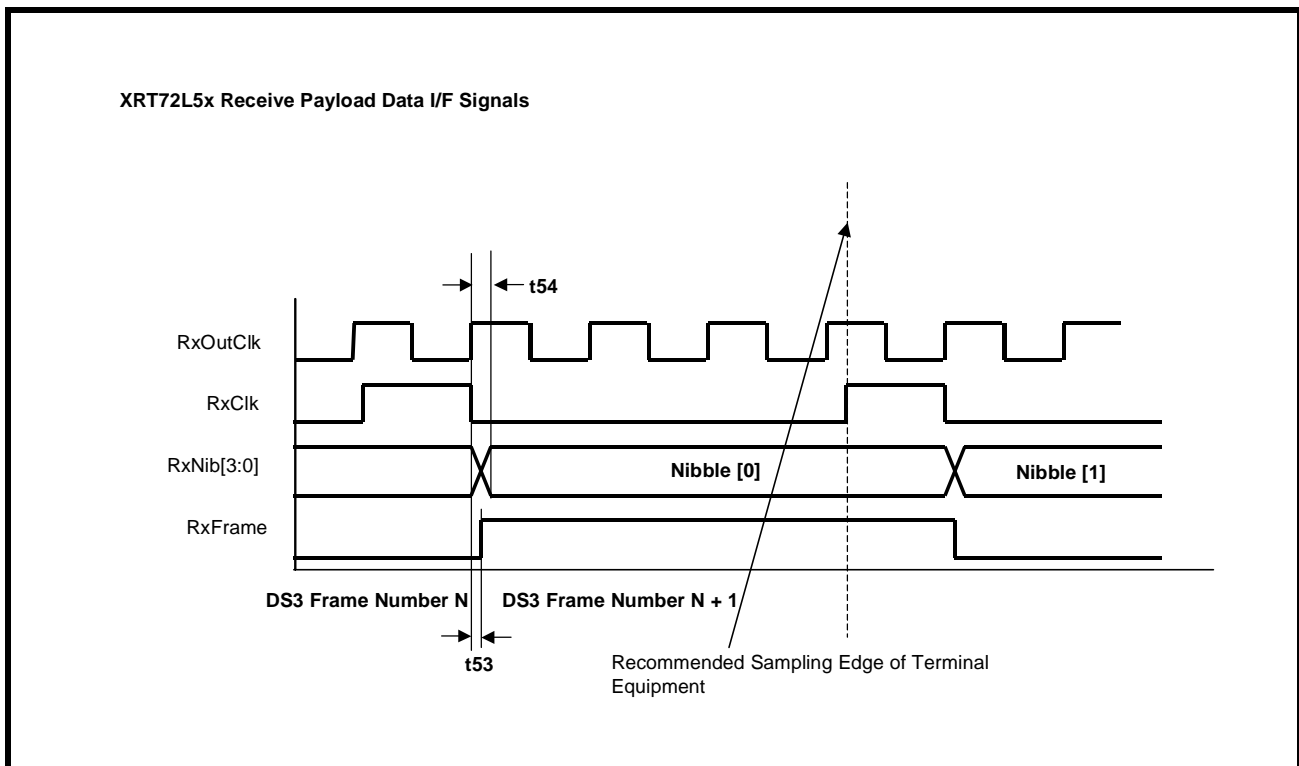 XRT72L5x Receive Payload Data I/F Signals
t54
RxOutClk
RxClk
RxNib[3:0]
Nibble [0]
Nibble [1]
RxFrame
DS3 Frame Number N
DS3 Frame Number N + 1
t53
Recommended Sampling Edge of Terminal
Equipment